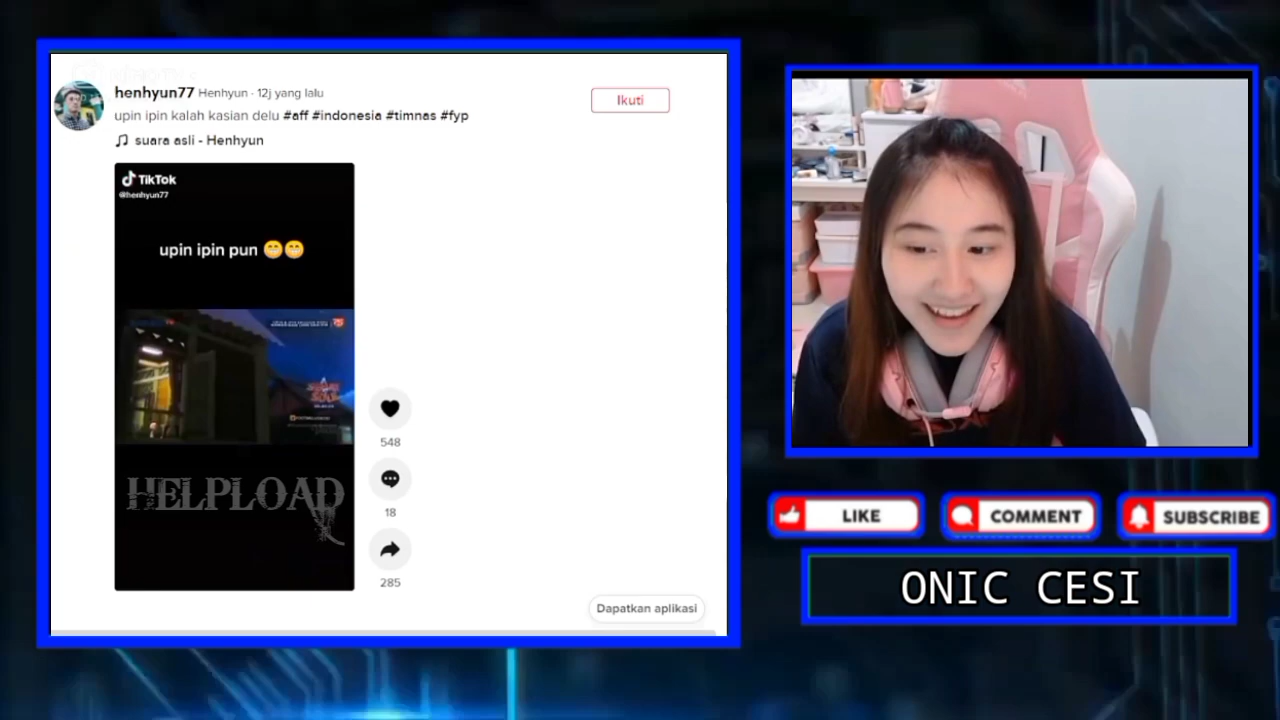 henhyun77 Henhyun · 12j yang lalu
Ikuti
upin ipin kalah kasian delu #aff #indonesia #timnas #fyp
suara asli - Henhyun
TikTok
@henhyun77
upin ipin pun
HELPLOAD
548
18
285
Dapatkan aplikasi
LIKE
COMMENT
SUBSCRIBE
ONIC CESI